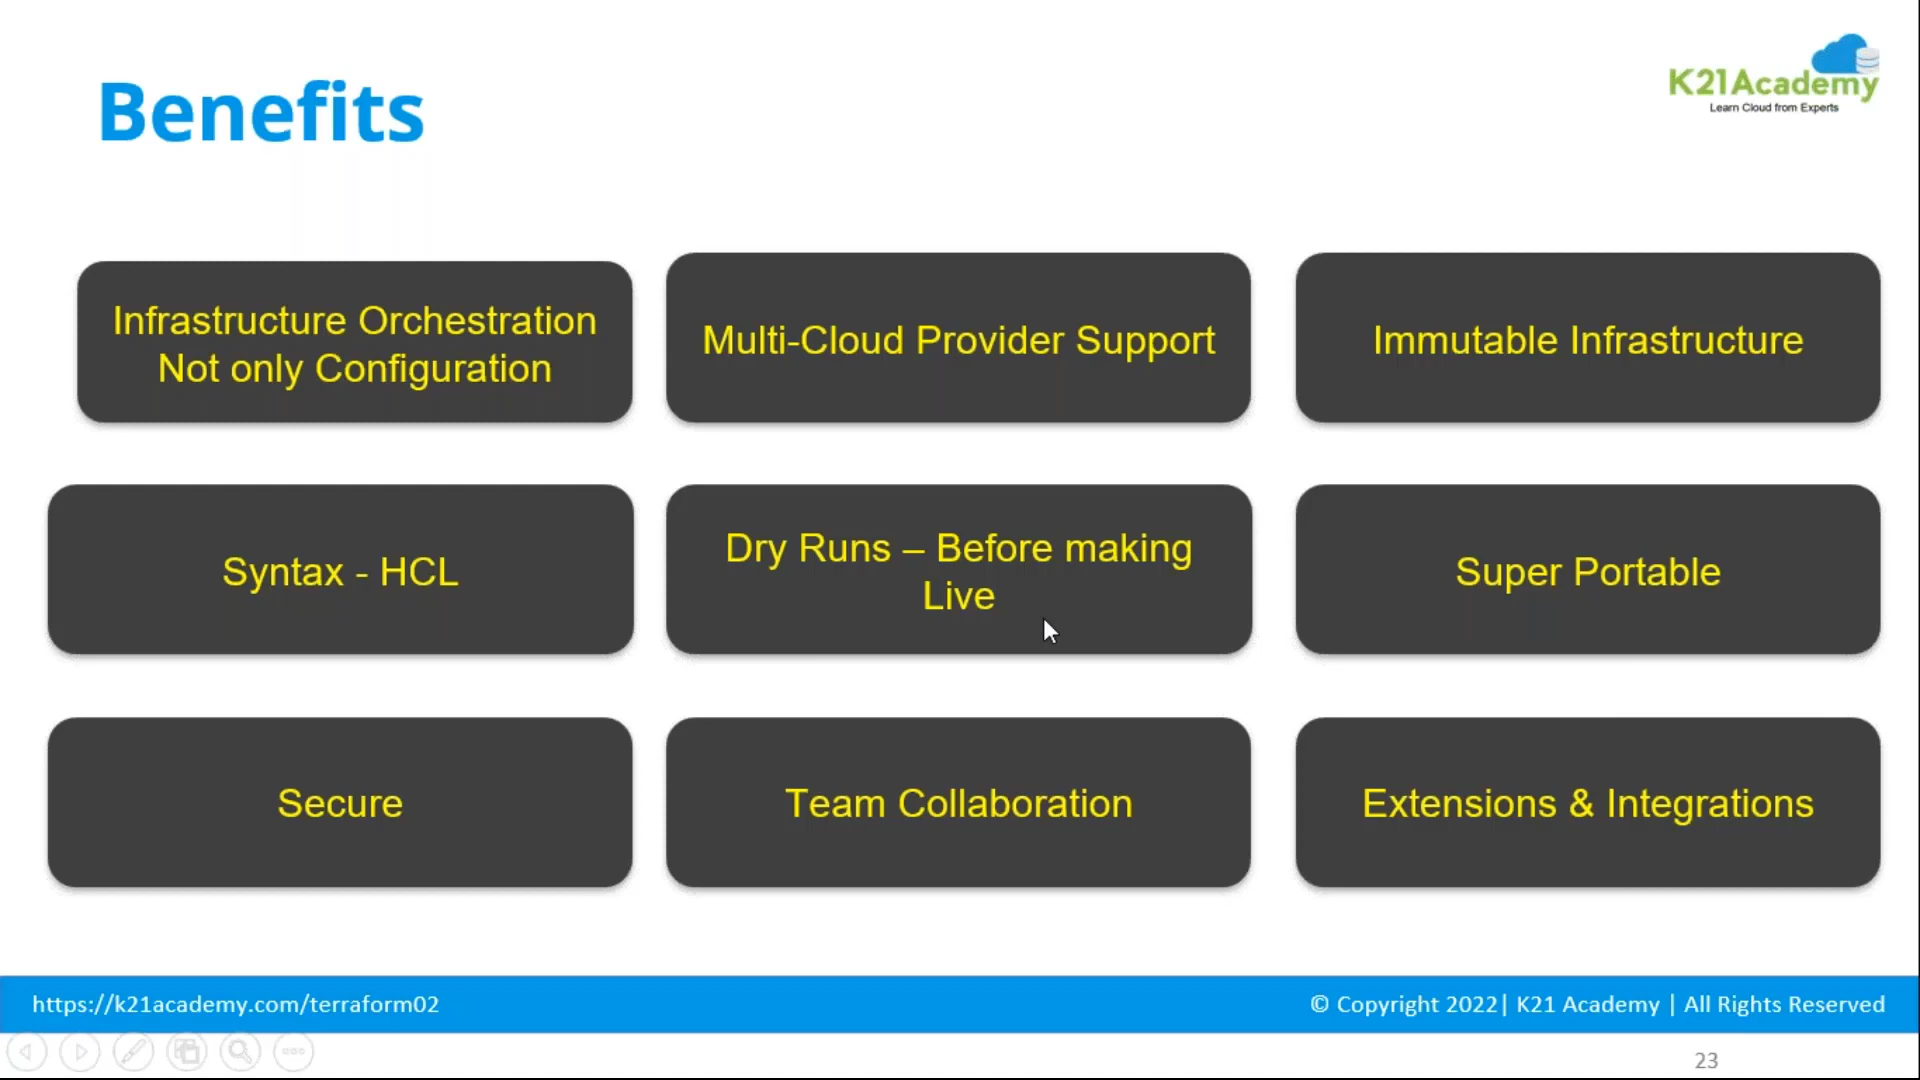 Benefits
K21Academy
Learn Cloud from Experts
Infrastructure Orchestration
Not only Configuration
Multi-Cloud Provider Support
Immutable Infrastructure
Syntax - HCL
Dry Runs – Before making
Live
Super Portable
Secure
Team Collaboration
Extensions & Integrations
https://k21academy.com/terraform02
© Copyright 2022| K21 Academy | All Rights Reserved
23